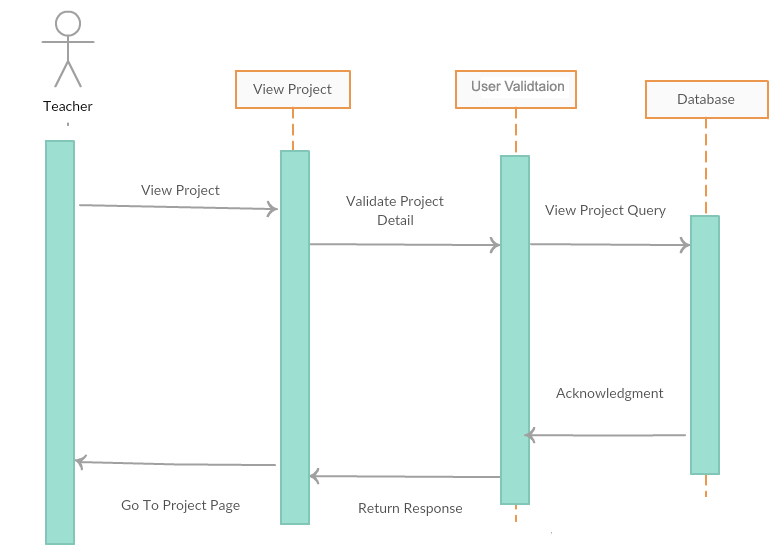 Teacher
View Project
User Validtaion
Database
View Project
Validate Project
Detail
View Project Query
Acknowledgment
Go To Project Page
Return Response